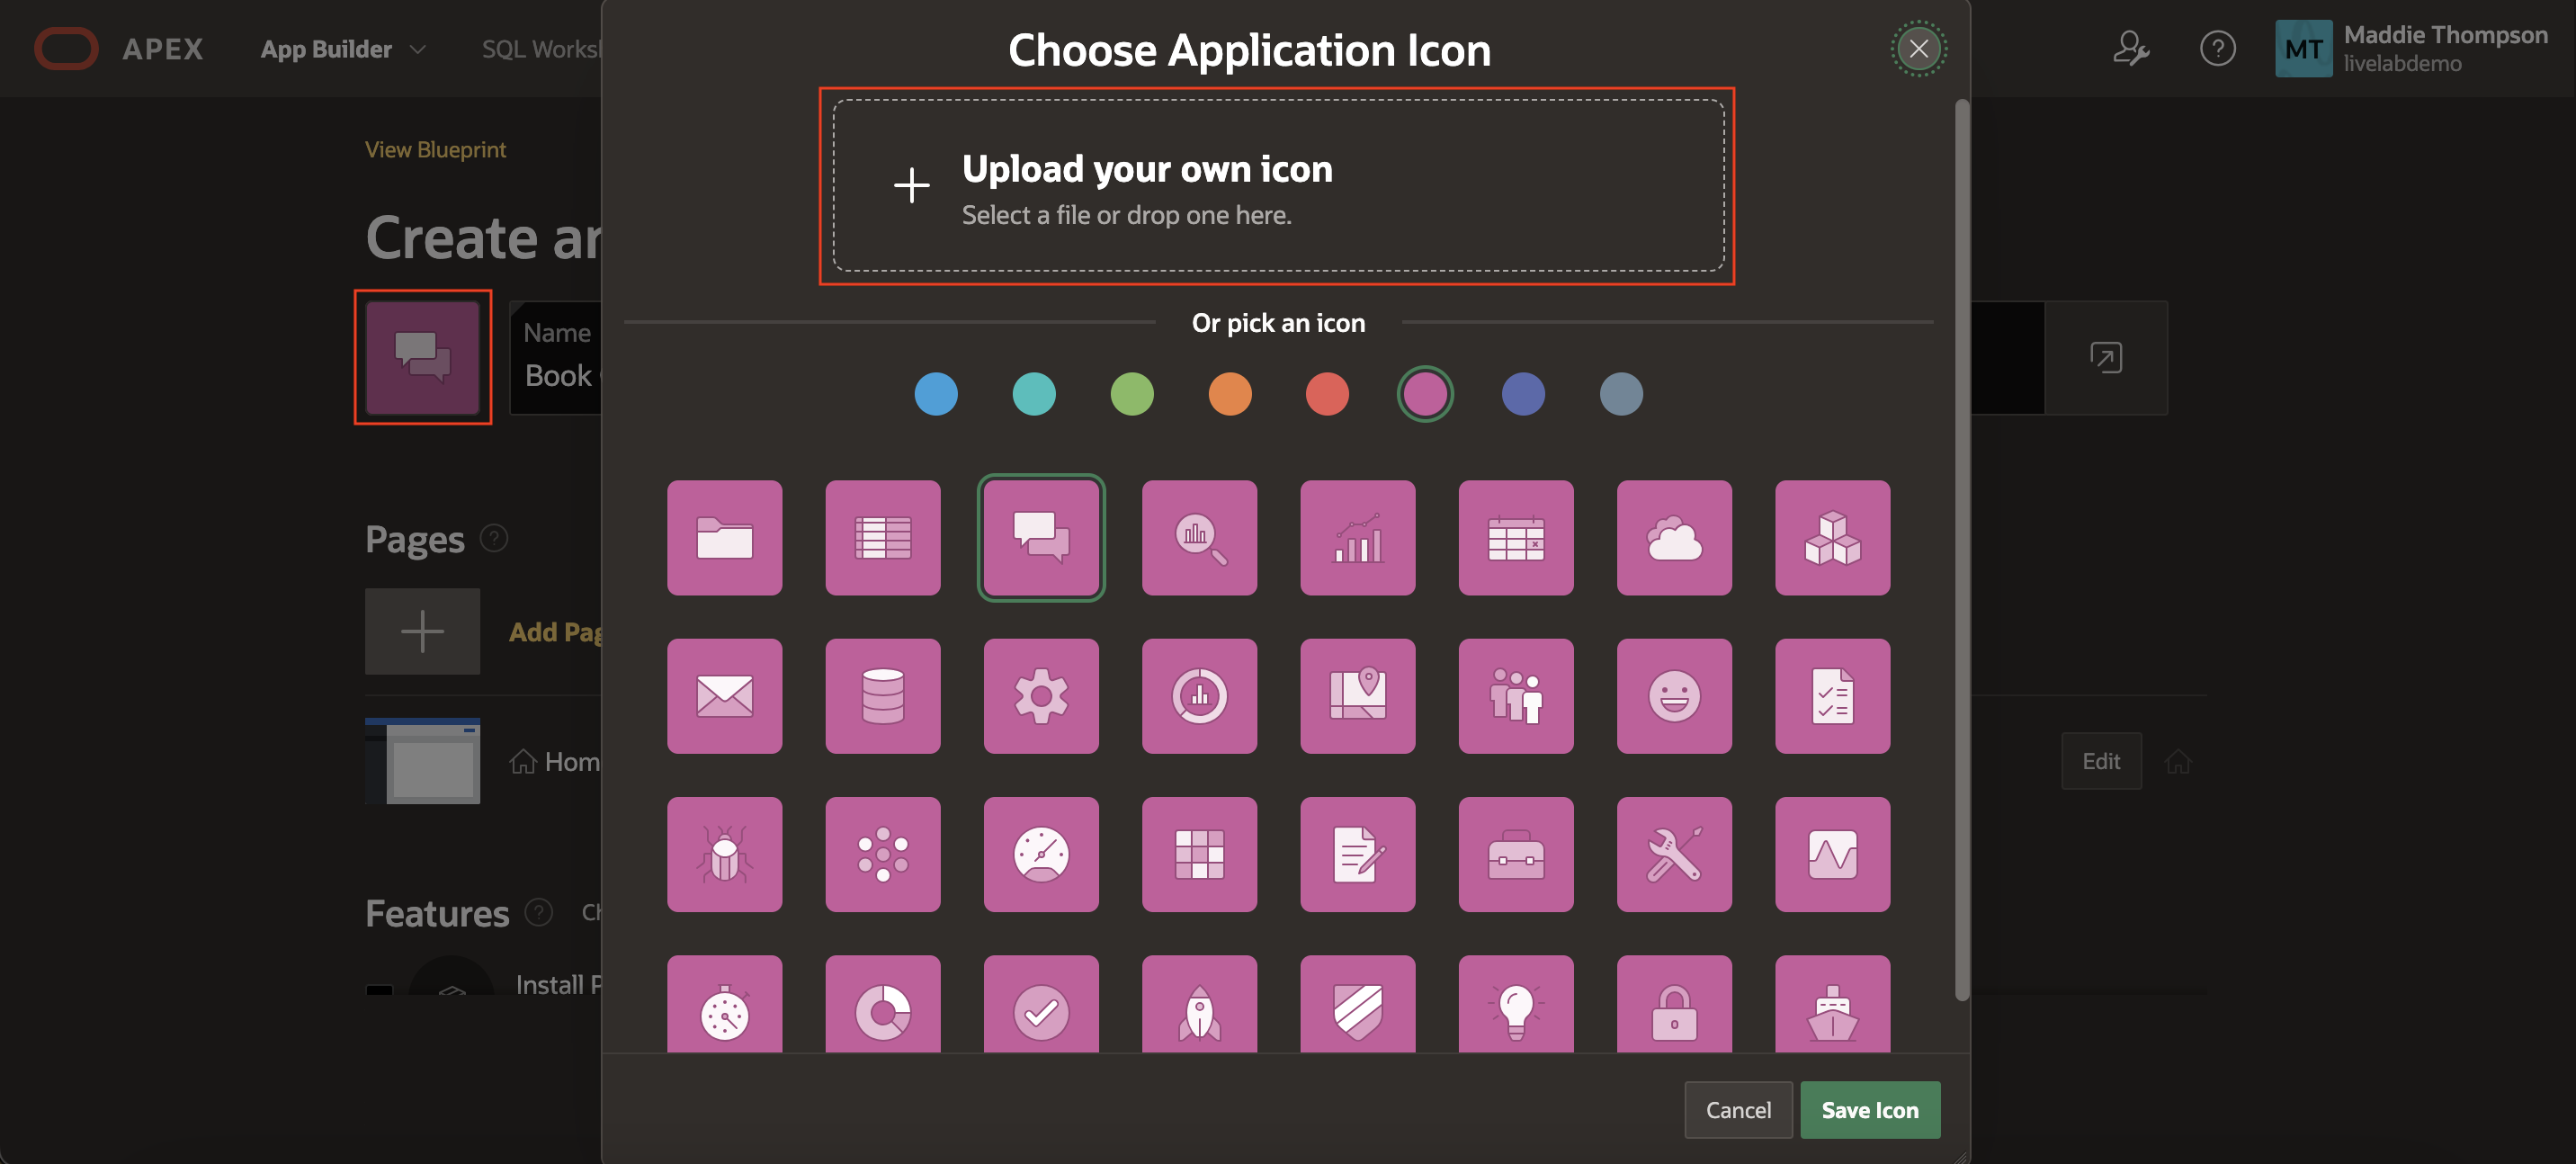 APEX
App Builder
SQL Worksh
MT
Maddie Thompson
livelabdemo
View Blueprint
Create an
Name
Book
Pages
Add Pag
Hom
Edit
Features
Ch
Install P
Choose Application Icon
Upload your own icon
Select a file or drop one here.
Or pick an icon
Cancel
Save Icon